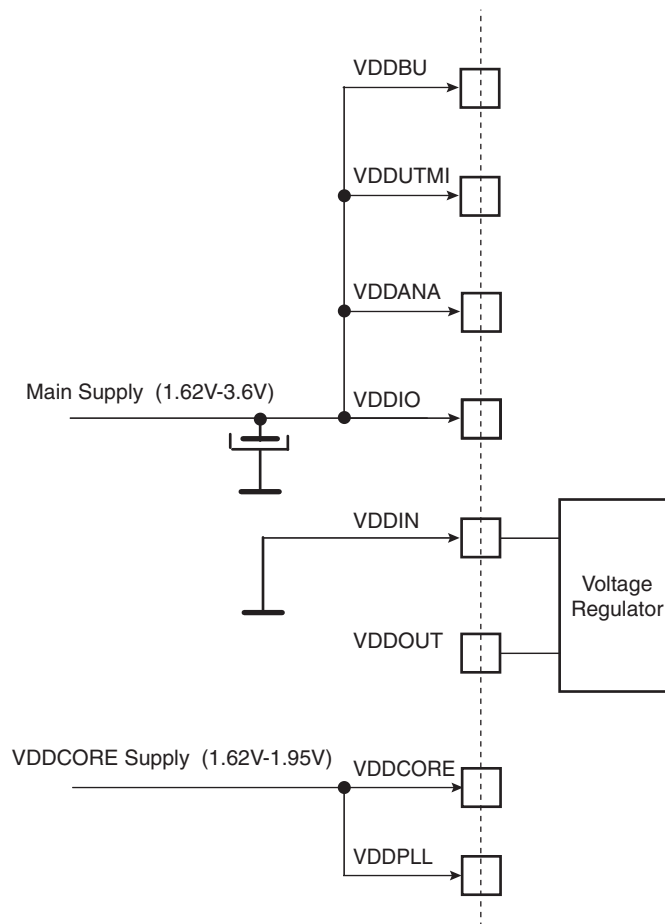 VDDBU
VDDUTMI
VDDANA
Main Supply (1.62V-3.6V)
VDDIO
VDDIN
Voltage
Regulator
VDDOUT
VDDCORE Supply (1.62V-1.95V)
VDDCORE
VDDPLL